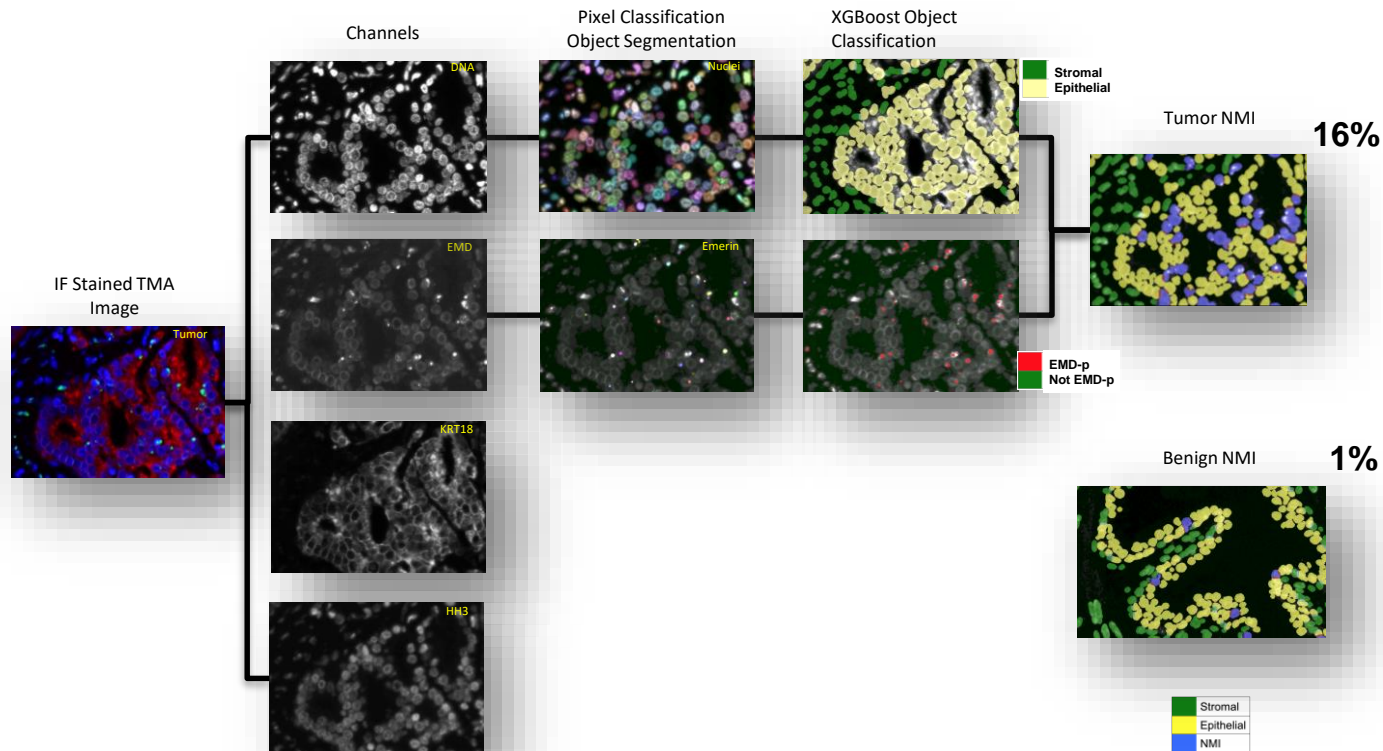 Channels
Pixel Classification
Object Segmentation
XGBoost Object
Classification
DNA
Nuclei
Stromal
Epithelial
Tumor NMI
16%
EMD
Emerin
IF Stained TMA
Image
Tumor
EMD-p
Not EMD-p
KRT18
Benign NMI
1%
HH3
Stromal
Epithelial
NMI